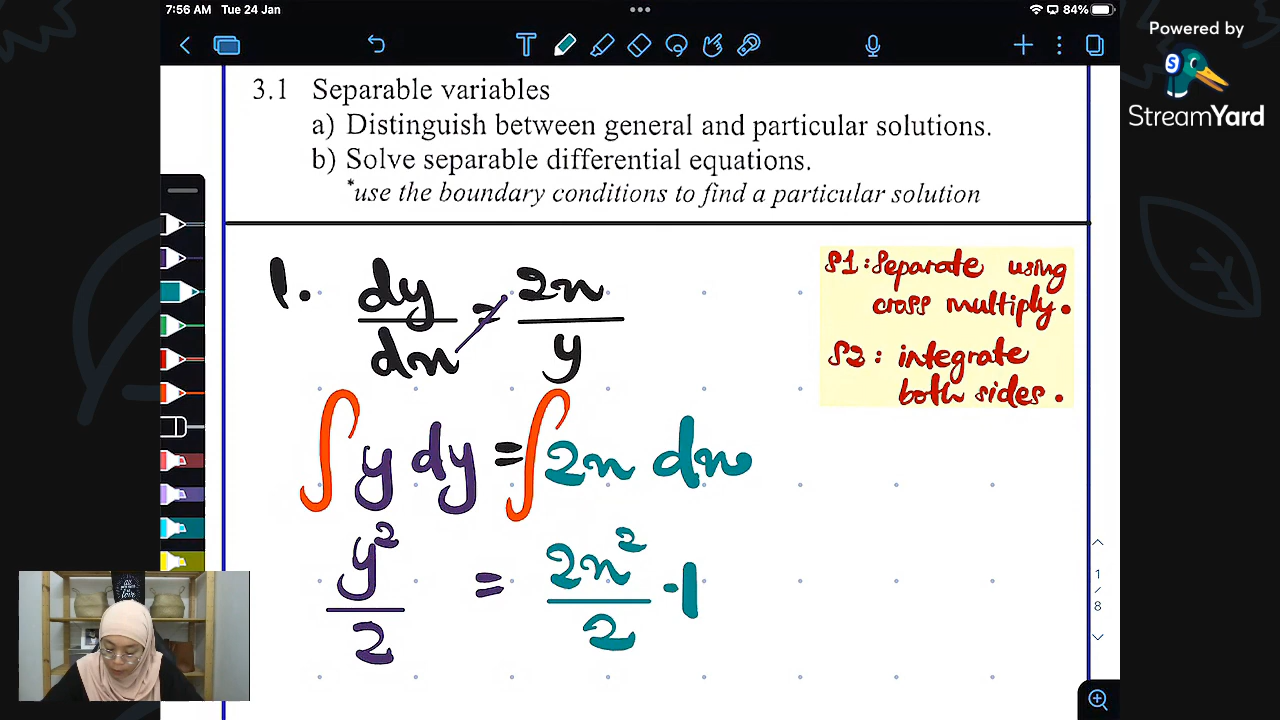 7:56 AM Tue 24 Jan
84%
Powered by
StreamYard
3.1 Separable variables
a) Distinguish between general and particular solutions.
b) Solve separable differential equations.
*use the boundary conditions to find a particular solution
1. dy/dx = 2x/y
S1: Separate using
cross multiply.
S2: integrate
both sides.
∫ y dy = ∫ 2x dx
y²/2 = 2x²/2
1
/
8